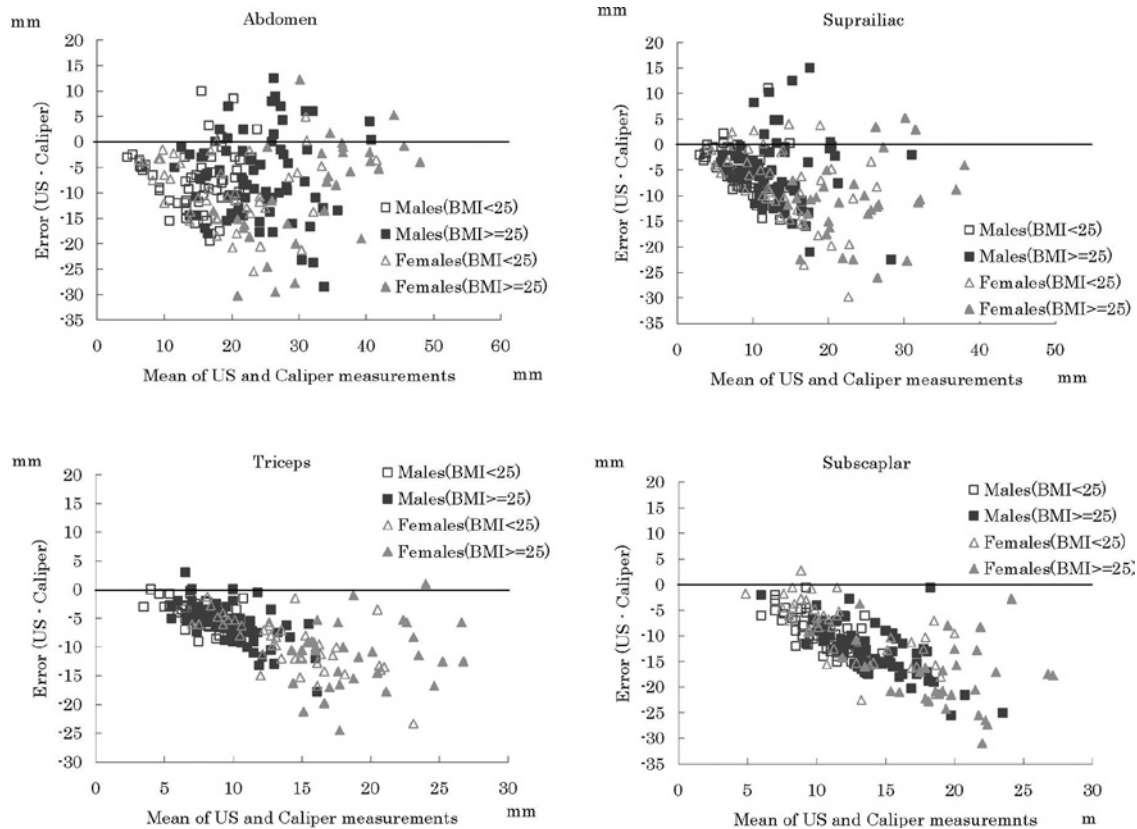 mm
Abdomen
20
15
10
5
0
-5
-10
-15
-20
-25
-30
-35
Error (US - Caliper)
Males(BMI<25)
Males(BMI>=25)
Females(BMI<25)
Females(BMI>=25)
0 10 20 30 40 50 60
Mean of US and Caliper measurements mm
mm
Suprailiac
20
15
10
5
0
-5
-10
-15
-20
-25
-30
-35
Error (US - Caliper)
Males(BMI<25)
Males(BMI>=25)
Females(BMI<25)
Females(BMI>=25)
0 10 20 30 40 50
Mean of US and Caliper measurements mm
mm
Triceps
20
15
10
5
0
-5
-10
-15
-20
-25
-30
Error (US - Caliper)
Males(BMI<25)
Males(BMI>=25)
Females(BMI<25)
Females(BMI>=25)
0 5 10 15 20 25 30
Mean of US and Caliper measurements mm
mm
Subscaplar
20
15
10
5
0
-5
-10
-15
-20
-25
-30
-35
Error (US - Caliper)
Males(BMI<25)
Males(BMI>=25)
Females(BMI<25)
Females(BMI>=25)
0 5 10 15 20 25 30
Mean of US and Caliper measuremnts m